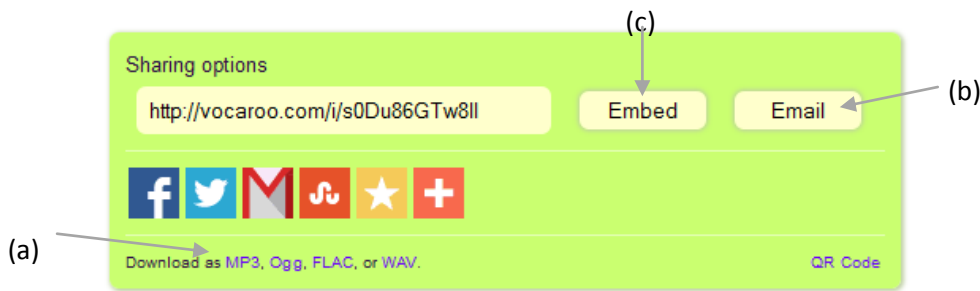 (c)
Sharing options
http://vocaroo.com/i/s0Du86GTw8ll
Embed
Email
(b)
(a)
Download as MP3, Ogg, FLAC, or WAV.
QR Code